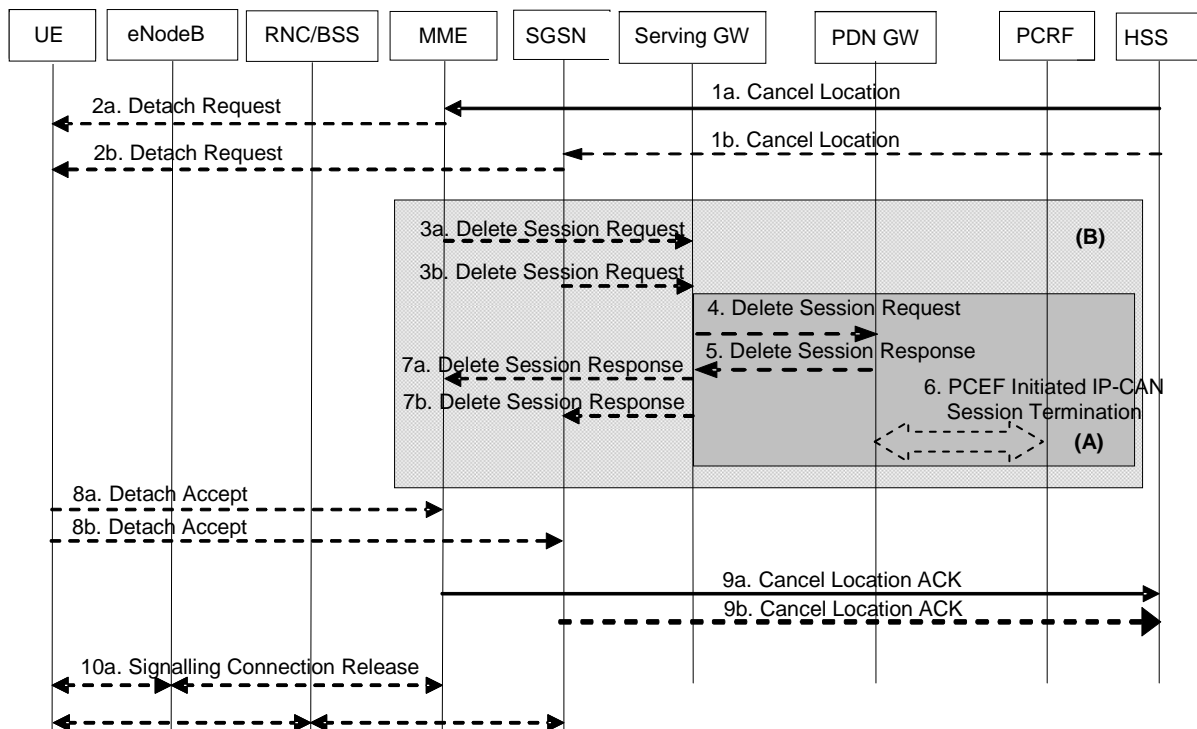 UE
eNodeB
RNC/BSS
MME
SGSN
Serving GW
PDN GW
PCRF
HSS
1a. Cancel Location
2a. Detach Request
1b. Cancel Location
2b. Detach Request
3a. Delete Session Request
(B)
3b. Delete Session Request
4. Delete Session Request
5. Delete Session Response
7a. Delete Session Response
6. PCEF Initiated IP-CAN
Session Termination
7b. Delete Session Response
(A)
8a. Detach Accept
8b. Detach Accept
9a. Cancel Location ACK
9b. Cancel Location ACK
10a. Signalling Connection Release